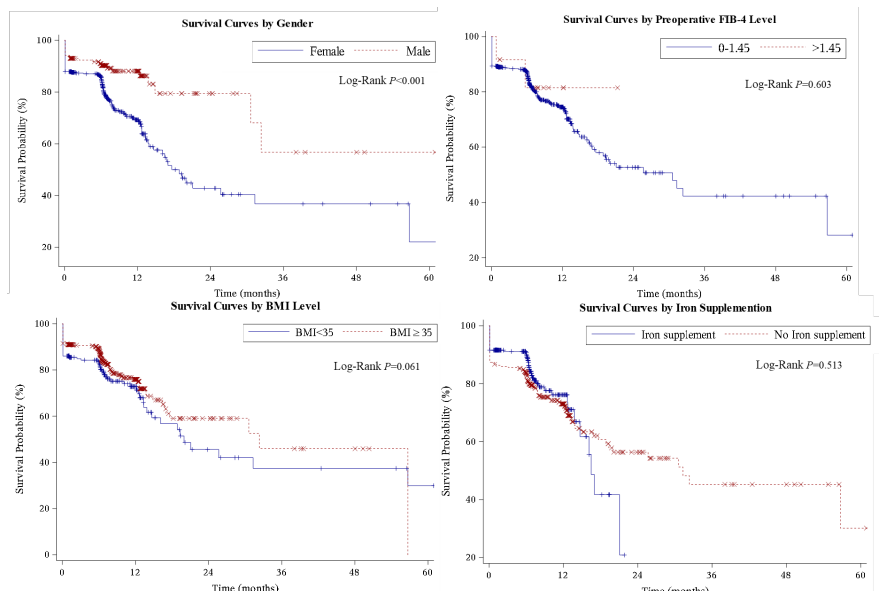 Survival Curves by Gender
Female Male
Log-Rank P<0.001
Survival Probability (%)
100
80
60
40
20
0 12 24 36 48 60
Time (months)
Survival Curves by Preoperative FIB-4 Level
0-1.45 >1.45
Log-Rank P=0.603
Survival Probability (%)
100
80
60
40
20
0 12 24 36 48 60
Time (months)
Survival Curves by BMI Level
BMI<35 BMI ≥ 35
Log-Rank P=0.061
Survival Probability (%)
100
80
60
40
20
0
0 12 24 36 48 60
Time (months)
Survival Curves by Iron Supplemention
Iron supplement No Iron supplement
Log-Rank P=0.513
Survival Probability (%)
100
80
60
40
20
0 12 24 36 48 60
Time (months)